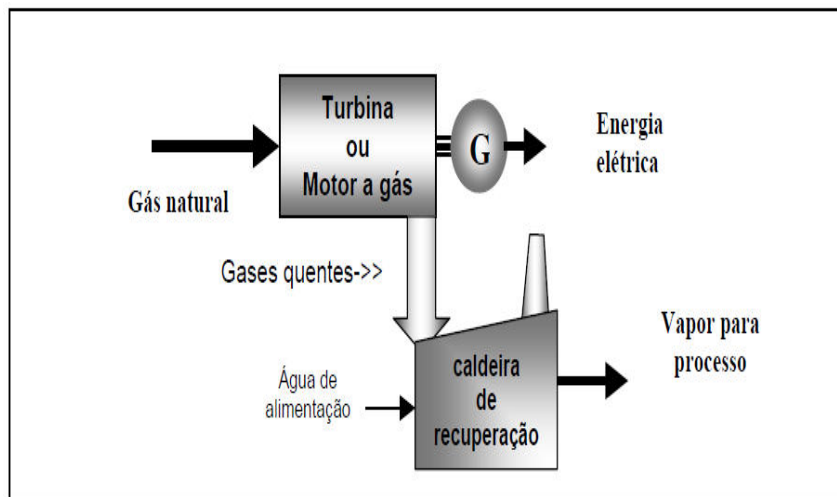 Turbina
ou
Motor a gás
G
Energia
elétrica
Gás natural
Gases quentes->>
Vapor para
processo
Água de
alimentação
caldeira
de
recuperação